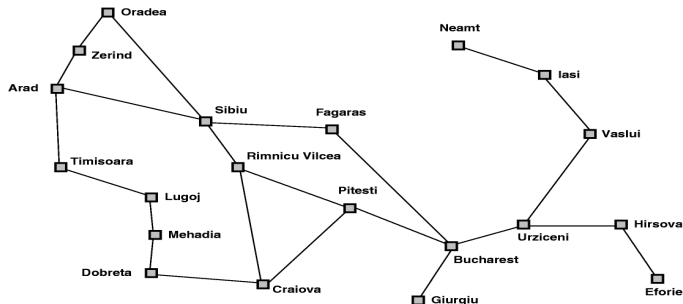 Oradea
Neamt
Zerind
Iasi
Arad
Sibiu
Fagaras
Vaslui
Rimnicu Vilcea
Timisoara
Pitesti
Lugoj
Hirsova
Mehadia
Urziceni
Bucharest
Dobreta
Craiova
Eforie
Giurgiu